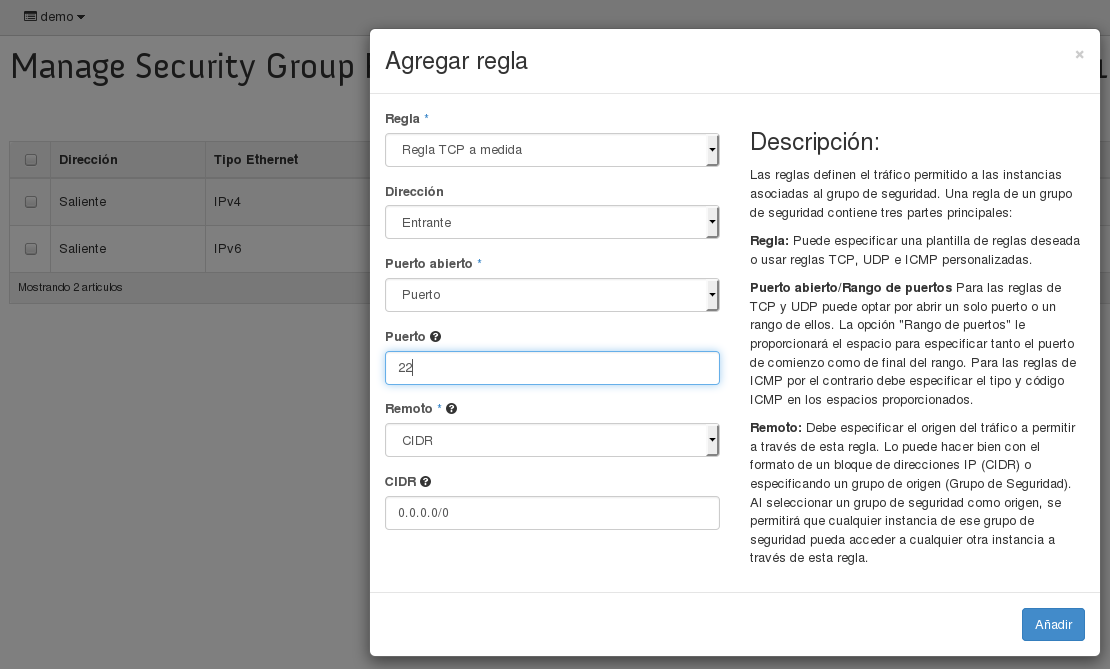 demo
Manage Security Group
Agregar regla
×
Dirección
Tipo Ethernet
Saliente
IPv4
Saliente
IPv6
Mostrando 2 articulos
Regla *
Regla TCP a medida
Dirección
Entrante
Puerto abierto *
Puerto
Puerto
22
Remoto *
CIDR
CIDR
0.0.0.0/0
Descripción:
Las reglas definen el tráfico permitido a las instancias
asociadas al grupo de seguridad. Una regla de un grupo
de seguridad contiene tres partes principales:
Regla: Puede especificar una plantilla de reglas deseada
o usar reglas TCP, UDP e ICMP personalizadas.
Puerto abierto/Rango de puertos Para las reglas de
TCP y UDP puede optar por abrir un solo puerto o un
rango de ellos. La opción "Rango de puertos" le
proporcionará el espacio para especificar tanto el puerto
de comienzo como de final del rango. Para las reglas de
ICMP por el contrario debe especificar el tipo y código
ICMP en los espacios proporcionados.
Remoto: Debe especificar el origen del tráfico a permitir
a través de esta regla. Lo puede hacer bien con el
formato de un bloque de direcciones IP (CIDR) o
especificando un grupo de origen (Grupo de Seguridad).
Al seleccionar un grupo de seguridad como origen, se
permitirá que cualquier instancia de ese grupo de
seguridad pueda acceder a cualquier otra instancia a
través de esta regla.
Añadir